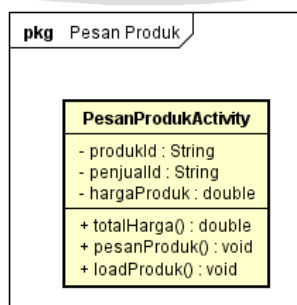 pkg Pesan Produk
PesanProdukActivity
- produkId : String
- penjualId : String
- hargaProduk : double
+ totalHarga() : double
+ pesanProduk() : void
+ loadProduk() : void